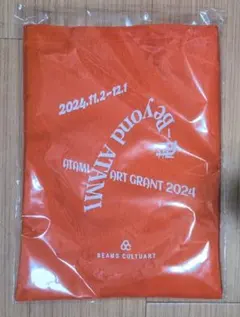 2024.11.2-12.1
Beyond ATAMI
ATAMI ART GRANT 2024
BEAMS CULTUART